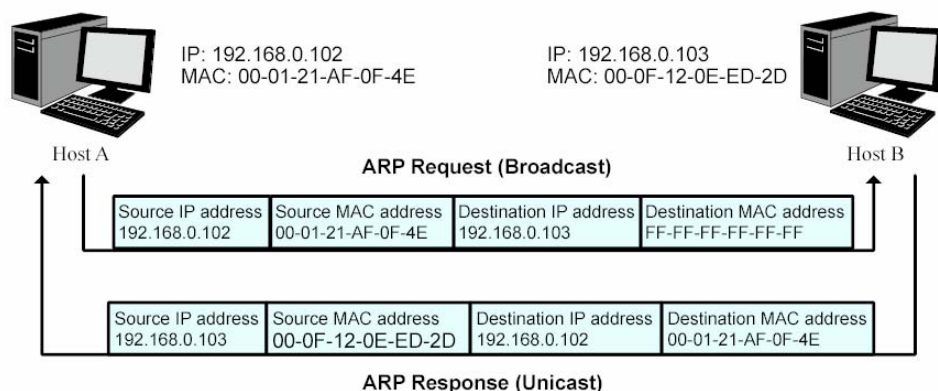 IP: 192.168.0.102
MAC: 00-01-21-AF-0F-4E
IP: 192.168.0.103
MAC: 00-0F-12-0E-ED-2D
Host A
Host B
ARP Request (Broadcast)
Source IP address
192.168.0.102
Source MAC address
00-01-21-AF-0F-4E
Destination IP address
192.168.0.103
Destination MAC address
FF-FF-FF-FF-FF-FF
Source IP address
192.168.0.103
Source MAC address
00-0F-12-0E-ED-2D
Destination IP address
192.168.0.102
Destination MAC address
00-01-21-AF-0F-4E
ARP Response (Unicast)